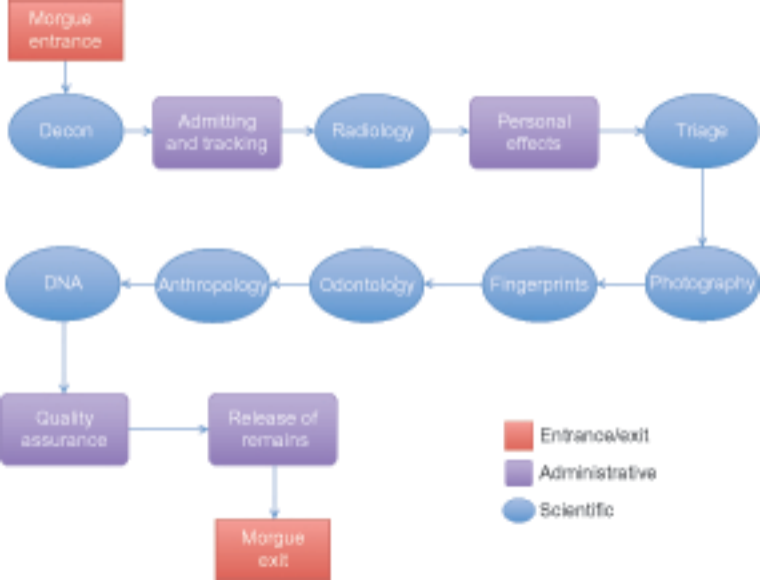 Morgue
entrance
Decon
Admitting
and tracking
Radiology
Personal
effects
Triage
DNA
Anthropology
Odontology
Fingerprints
Photography
Quality
assurance
Release of
remains
Morgue
exit
Entrance/exit
Administrative
Scientific